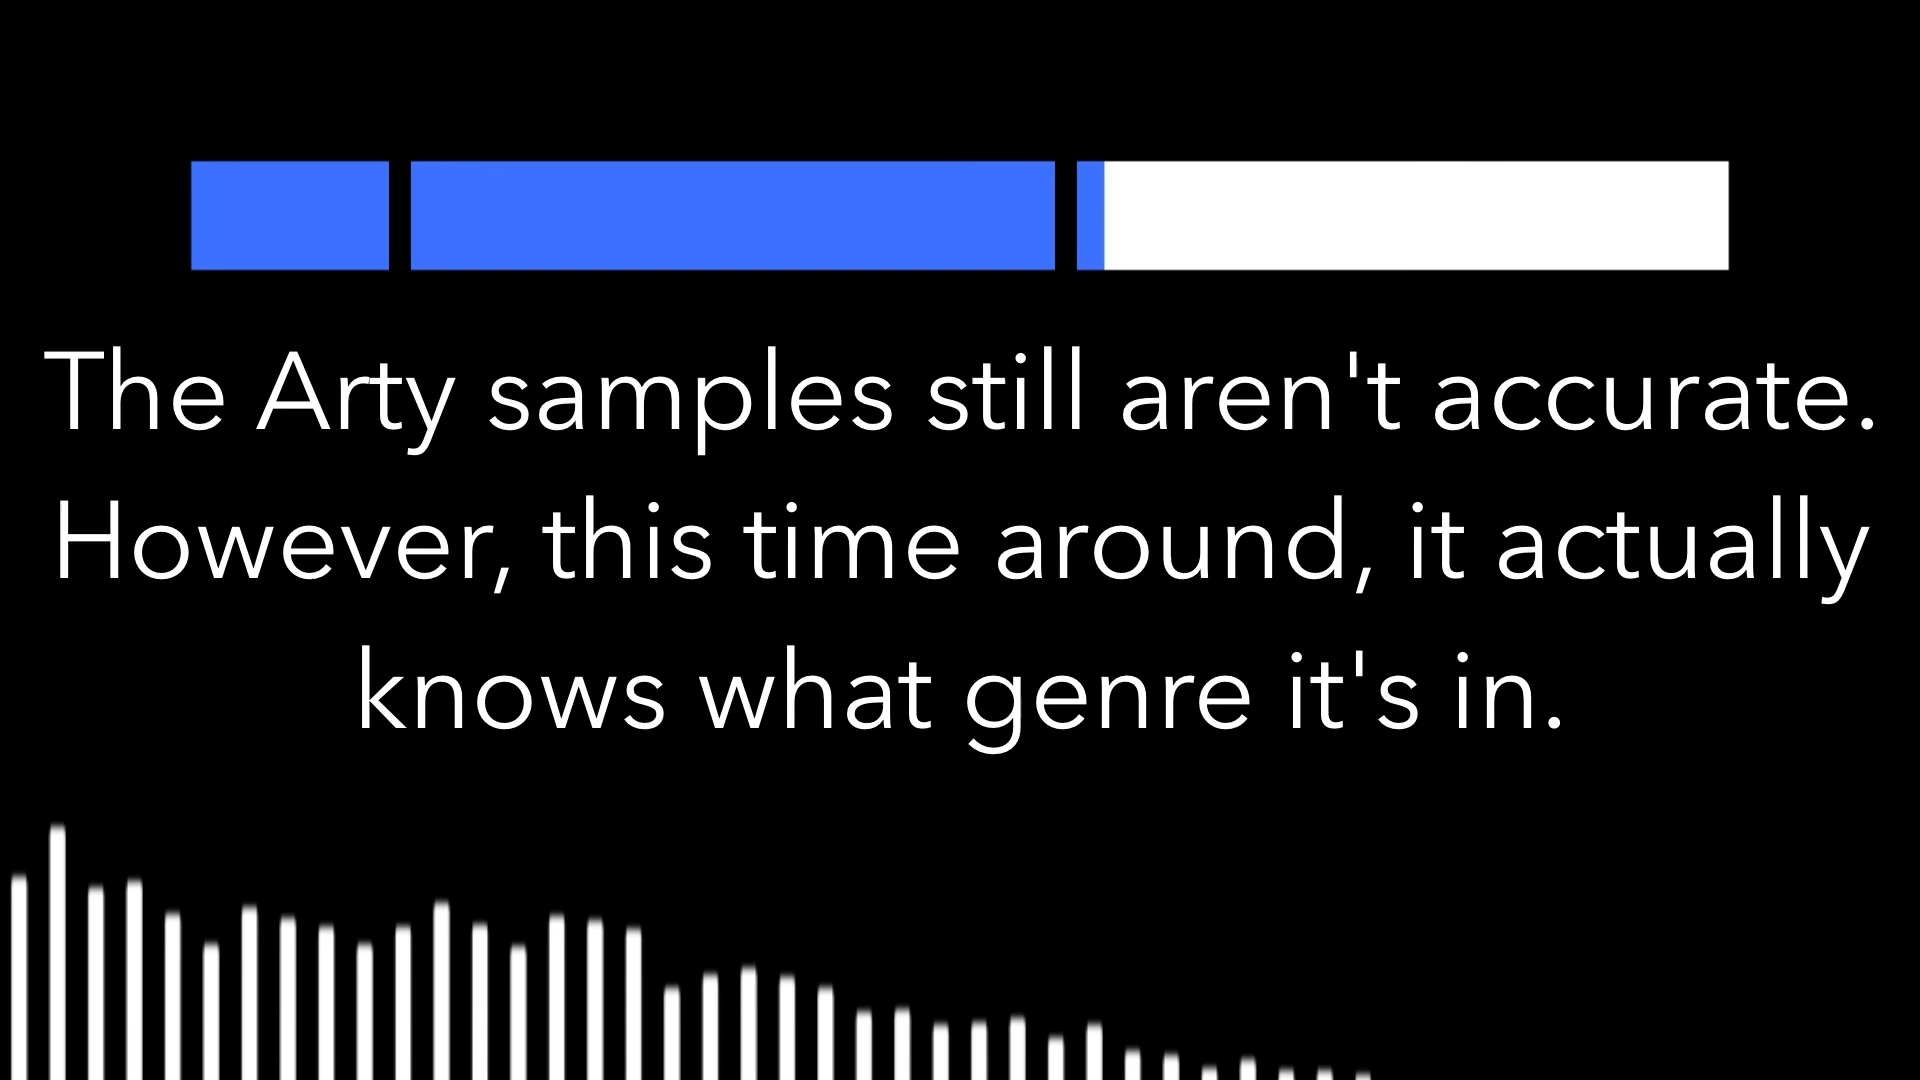 The Arty samples still aren't accurate.
However, this time around, it actually
knows what genre it's in.